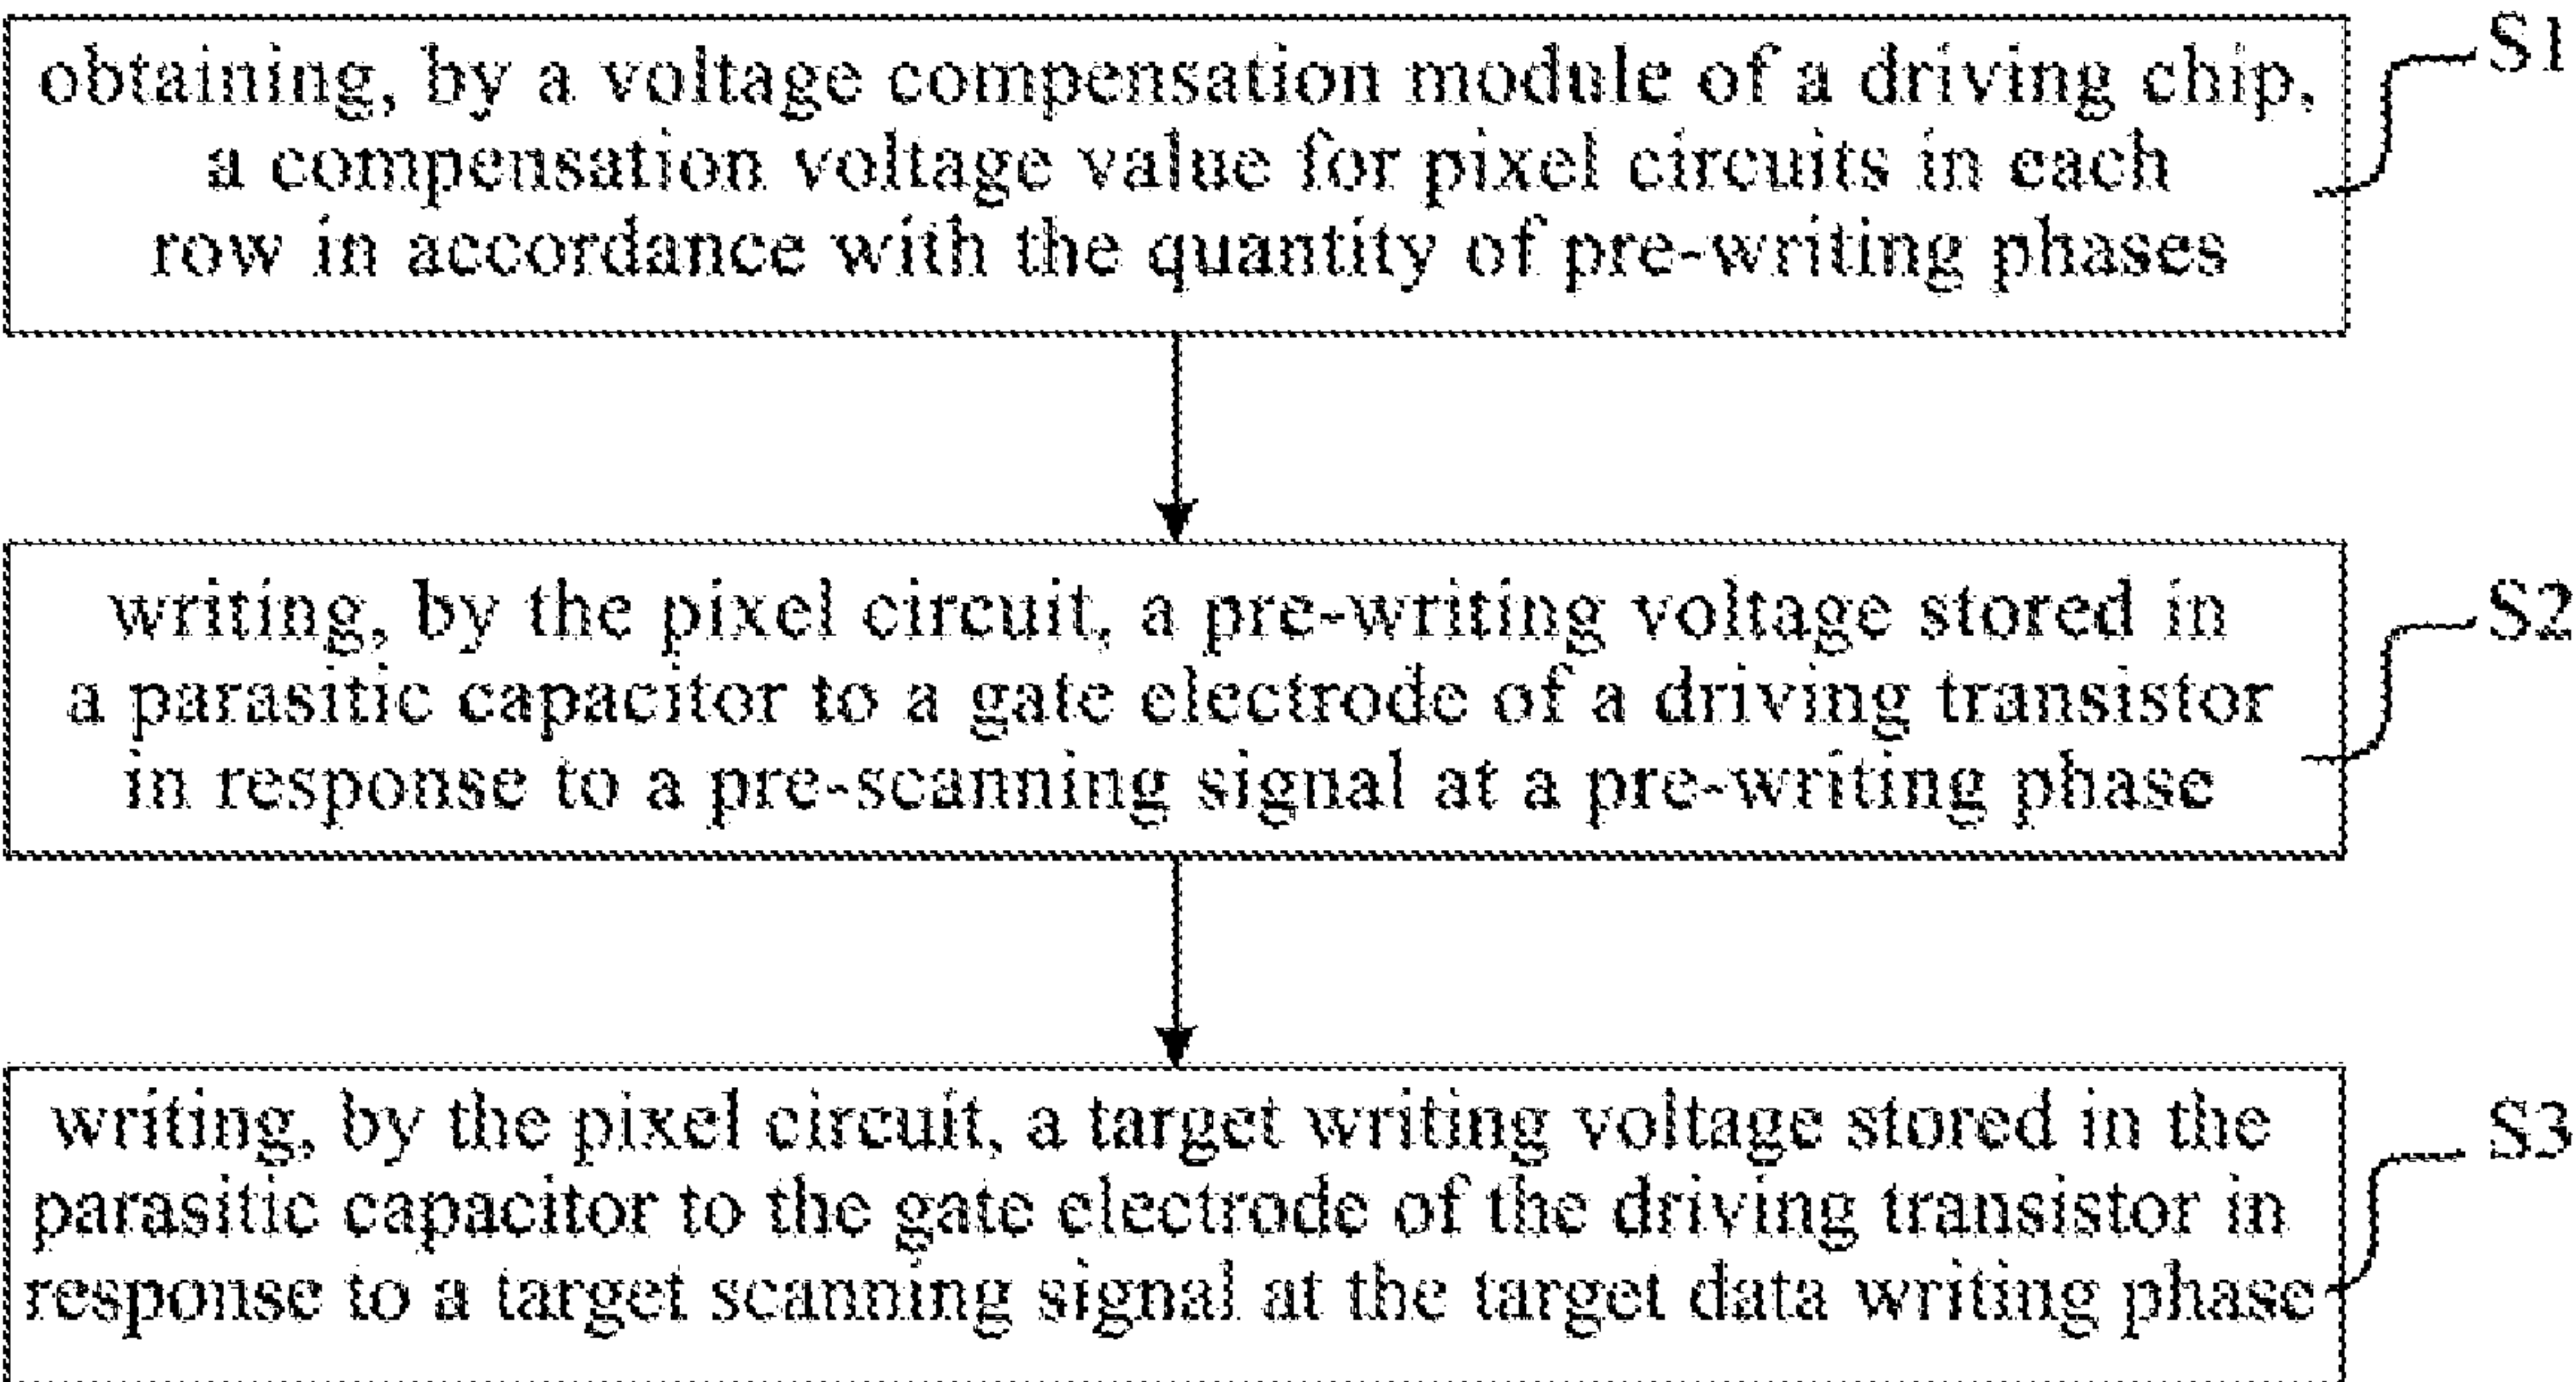 obtaining, by a voltage compensation module of a driving chip,
a compensation voltage value for pixel circuits in each
row in accordance with the quantity of pre-writing phases
S1
writing, by the pixel circuit, a pre-writing voltage stored in
a parasitic capacitor to a gate electrode of a driving transistor
in response to a pre-scanning signal at a pre-writing phase
S2
writing, by the pixel circuit, a target writing voltage stored in the
parasitic capacitor to the gate electrode of the driving transistor in
response to a target scanning signal at the target data writing phase
S3